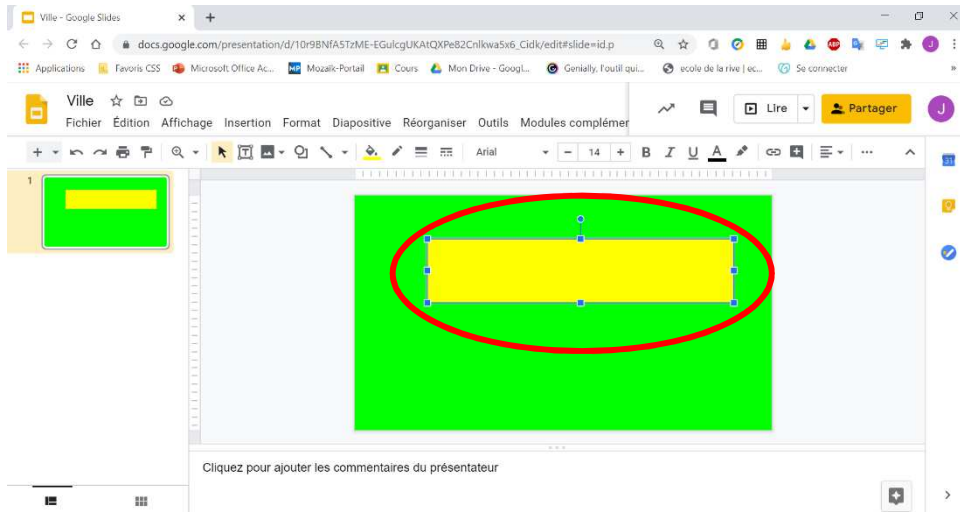 Ville - Google Slides
docs.google.com/presentation/d/10r9BNfA5TzME-EGulcgUKAtQXPe82Cnlkwa5x6_Cidk/edit#slide=id.p
Applications Favoris CSS Microsoft Office Ac... MP Mozaïk-Portail Cours Mon Drive - Googl... Genially, l'outil qui... ecole de la rive | ec... Se connecter »
Ville
Lire Partager J
Fichier Édition Affichage Insertion Format Diapositive Réorganiser Outils Modules complémer
Arial - 14 + B I U A
1
Cliquez pour ajouter les commentaires du présentateur